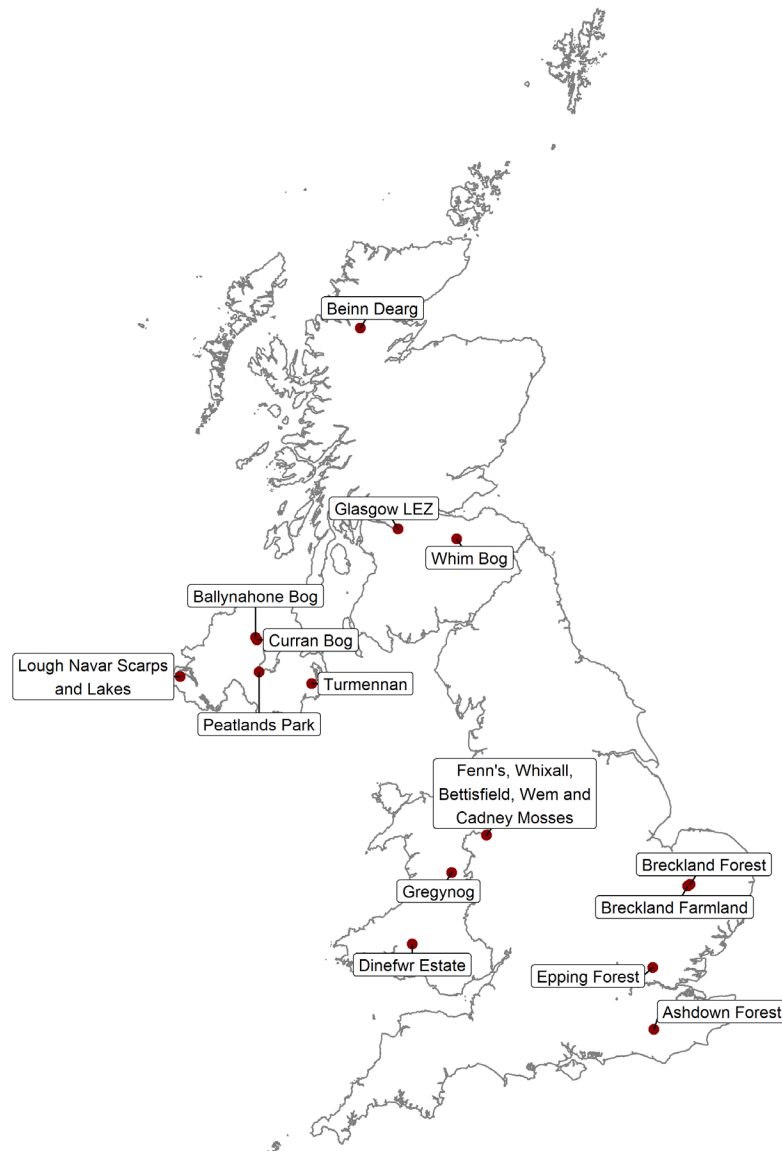 Beinn Dearg
Glasgow LEZ
Whim Bog
Ballynahone Bog
Curran Bog
Lough Navar Scarps
and Lakes
Turmennan
Peatlands Park
Fenn's, Whixall,
Bettisfield, Wem and
Cadney Mosses
Breckland Forest
Gregynog
Breckland Farmland
Dinefwr Estate
Epping Forest
Ashdown Forest